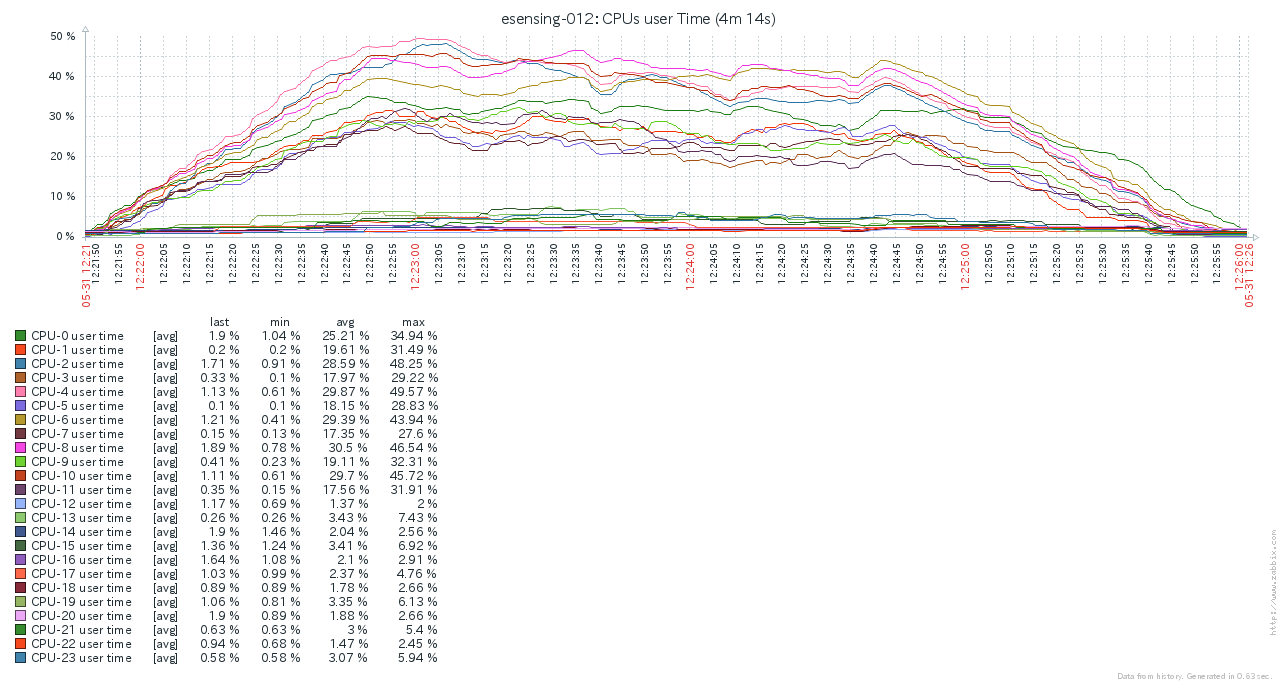 esensing-012: CPUs user Time (4m 14s)
50 %
40 %
30 %
20 %
10 %
0 %
05-31 12:21
12:21:50
12:21:55
12:22:00
12:22:05
12:22:10
12:22:15
12:22:20
12:22:25
12:22:30
12:22:35
12:22:40
12:22:45
12:22:50
12:22:55
12:23:00
12:23:05
12:23:10
12:23:15
12:23:20
12:23:25
12:23:30
12:23:35
12:23:40
12:23:45
12:23:50
12:23:55
12:24:00
12:24:05
12:24:10
12:24:15
12:24:20
12:24:25
12:24:30
12:24:35
12:24:40
12:24:45
12:24:50
12:24:55
12:25:00
12:25:05
12:25:10
12:25:15
12:25:20
12:25:25
12:25:30
12:25:35
12:25:40
12:25:45
12:25:50
12:25:55
12:26:00
05-31 12:26
last min avg max
CPU-0 user time [avg] 1.9 % 1.04 % 25.21 % 34.94 %
CPU-1 user time [avg] 0.2 % 0.2 % 19.61 % 31.49 %
CPU-2 user time [avg] 1.71 % 0.91 % 28.59 % 48.25 %
CPU-3 user time [avg] 0.33 % 0.1 % 17.97 % 29.22 %
CPU-4 user time [avg] 1.13 % 0.61 % 29.87 % 49.57 %
CPU-5 user time [avg] 0.1 % 0.1 % 18.15 % 28.83 %
CPU-6 user time [avg] 1.21 % 0.41 % 29.39 % 43.94 %
CPU-7 user time [avg] 0.15 % 0.13 % 17.35 % 27.6 %
CPU-8 user time [avg] 1.89 % 0.78 % 30.5 % 46.54 %
CPU-9 user time [avg] 0.41 % 0.23 % 19.11 % 32.31 %
CPU-10 user time [avg] 1.11 % 0.61 % 29.7 % 45.72 %
CPU-11 user time [avg] 0.35 % 0.15 % 17.56 % 31.91 %
CPU-12 user time [avg] 1.17 % 0.69 % 1.37 % 2 %
CPU-13 user time [avg] 0.26 % 0.26 % 3.43 % 7.43 %
CPU-14 user time [avg] 1.9 % 1.46 % 2.04 % 2.56 %
CPU-15 user time [avg] 1.36 % 1.24 % 3.41 % 6.92 %
CPU-16 user time [avg] 1.64 % 1.08 % 2.1 % 2.91 %
CPU-17 user time [avg] 1.03 % 0.99 % 2.37 % 4.76 %
CPU-18 user time [avg] 0.89 % 0.89 % 1.78 % 2.66 %
CPU-19 user time [avg] 1.06 % 0.81 % 3.35 % 6.13 %
CPU-20 user time [avg] 1.9 % 0.89 % 1.88 % 2.66 %
CPU-21 user time [avg] 0.63 % 0.63 % 3 % 5.4 %
CPU-22 user time [avg] 0.94 % 0.68 % 1.47 % 2.45 %
CPU-23 user time [avg] 0.58 % 0.58 % 3.07 % 5.94 %
http://www.zabbix.com
Data from history. Generated in 0.63 sec.